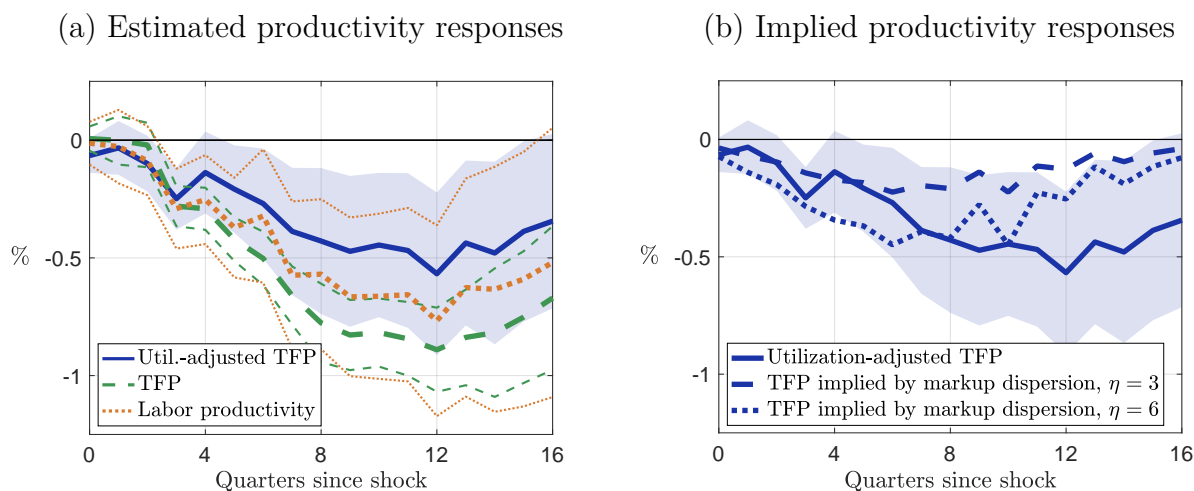 (a) Estimated productivity responses
0
-0.5
-1
%
0 4 8 12 16
Quarters since shock
Util.-adjusted TFP
TFP
Labor productivity
(b) Implied productivity responses
0
-0.5
-1
%
0 4 8 12 16
Quarters since shock
Utilization-adjusted TFP
TFP implied by markup dispersion, η = 3
TFP implied by markup dispersion, η = 6